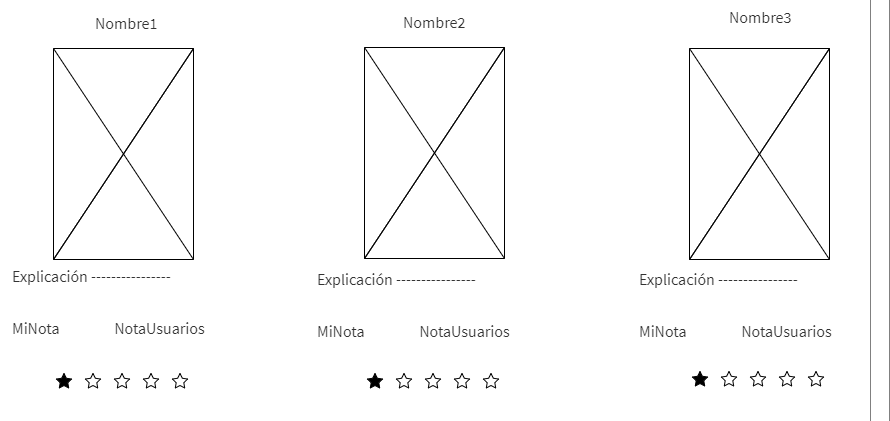 Nombre1
Nombre2
Nombre3
Explicación ----------------
Explicación ----------------
Explicación ----------------
MiNota NotaUsuarios
MiNota NotaUsuarios
MiNota NotaUsuarios